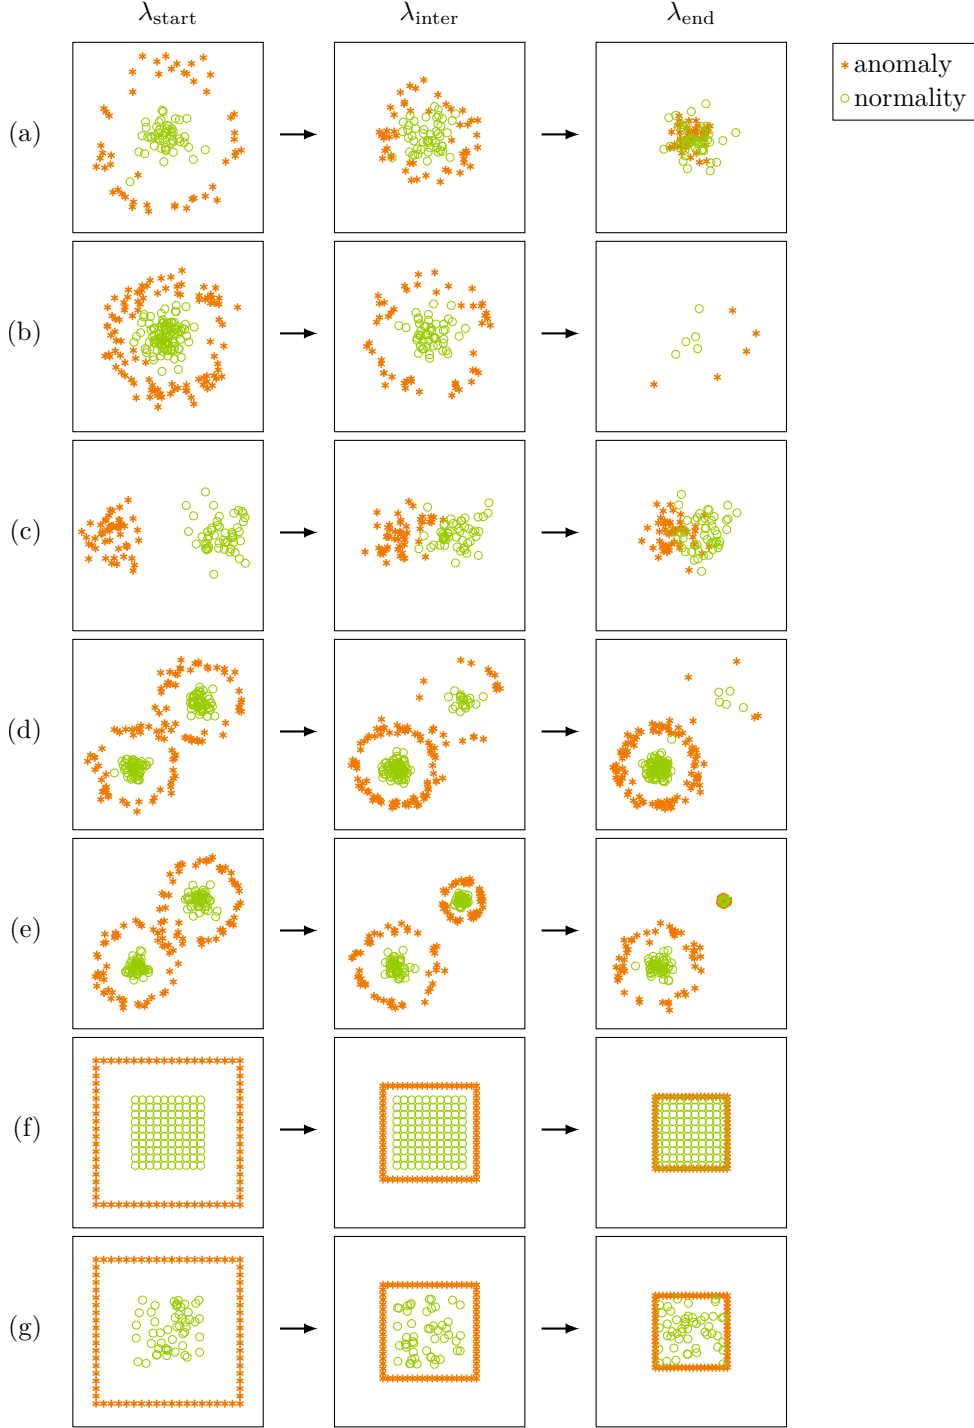 λstart λinter λend
anomaly
normality
(a)
(b)
(c)
(d)
(e)
(f)
(g)